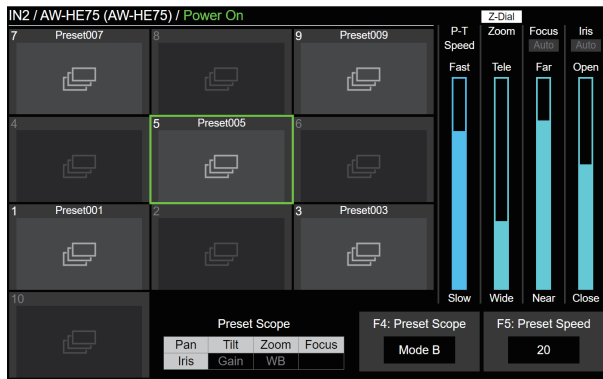 IN2 / AW-HE75 (AW-HE75) / Power On
Z-Dial
P-T Speed
Zoom
Focus
Auto
Iris
Auto
7 Preset007
8
9 Preset009
Fast
Tele
Far
Open
4
5 Preset005
6
1 Preset001
2
3 Preset003
Slow
Wide
Near
Close
10
Preset Scope
Pan Tilt Zoom Focus
Iris Gain WB
F4: Preset Scope
Mode B
F5: Preset Speed
20